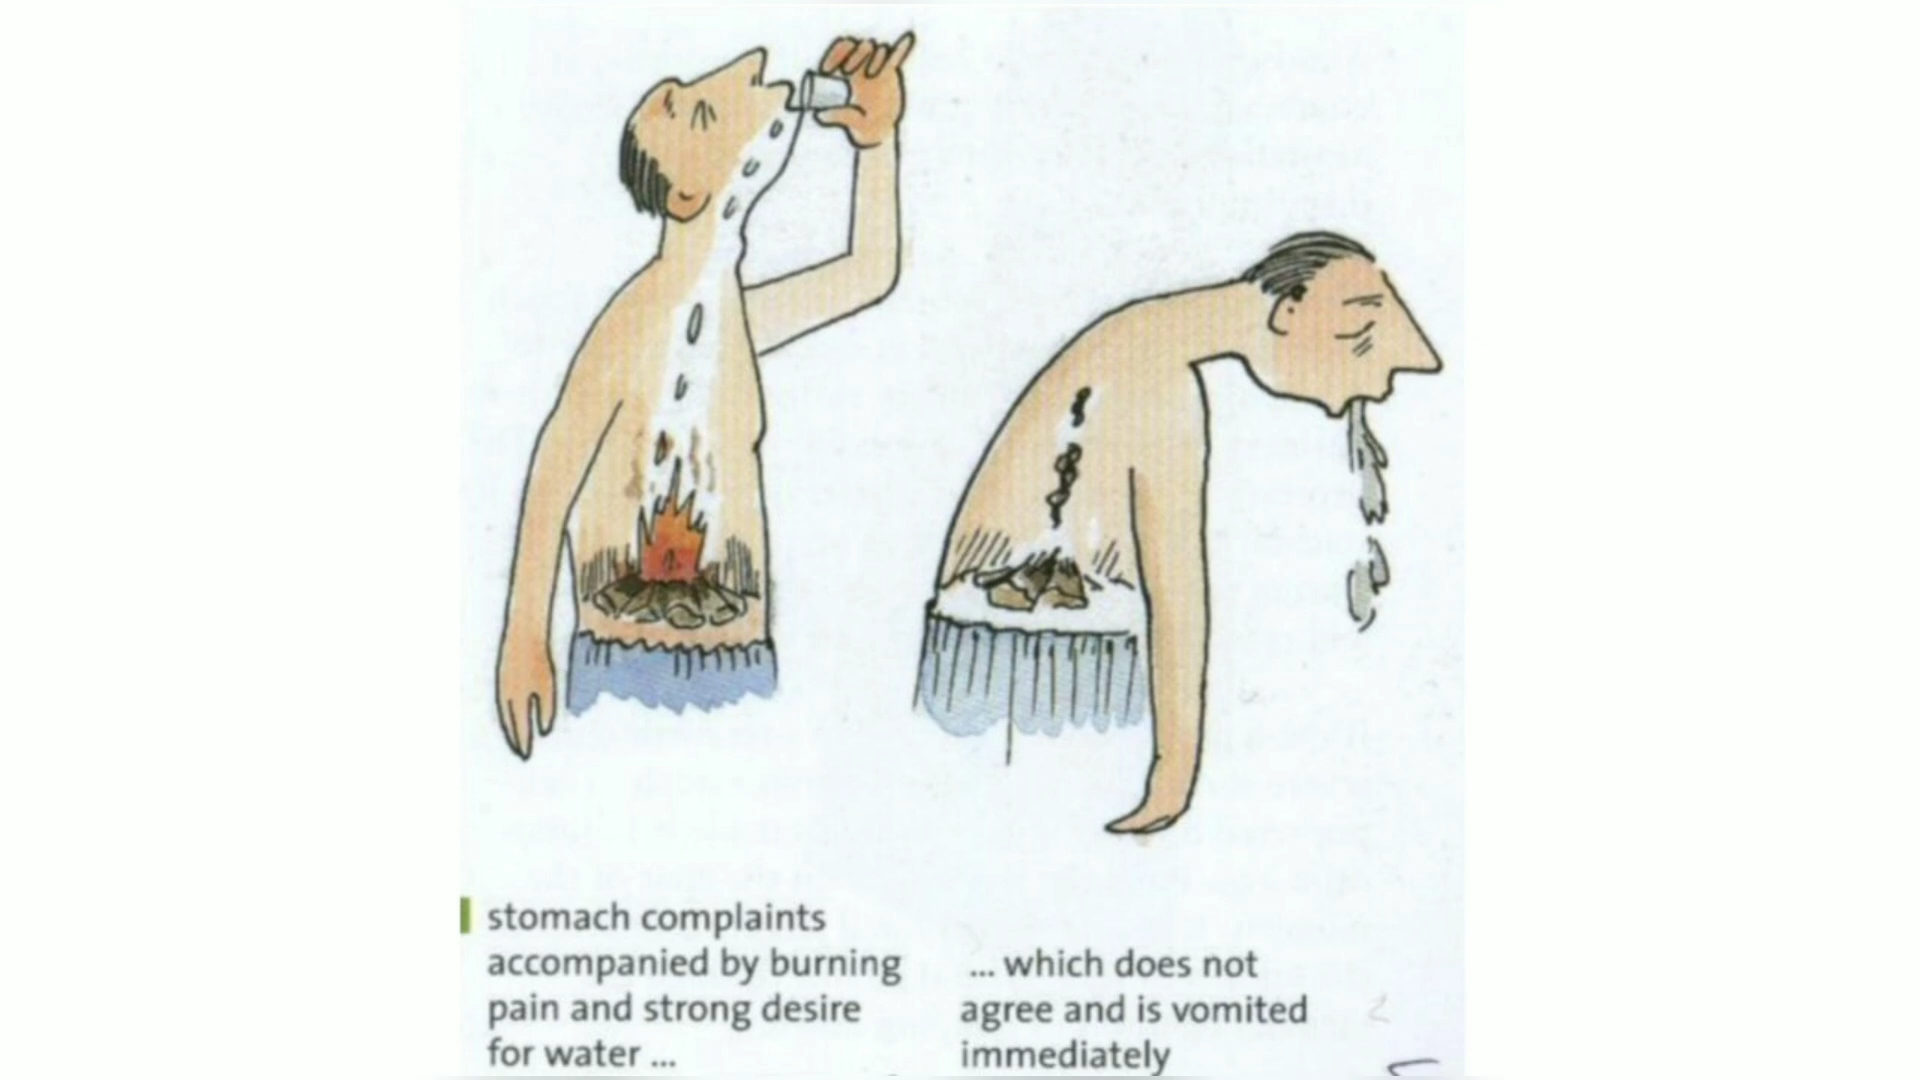 stomach complaints
accompanied by burning
pain and strong desire
for water ...
... which does not
agree and is vomited
immediately